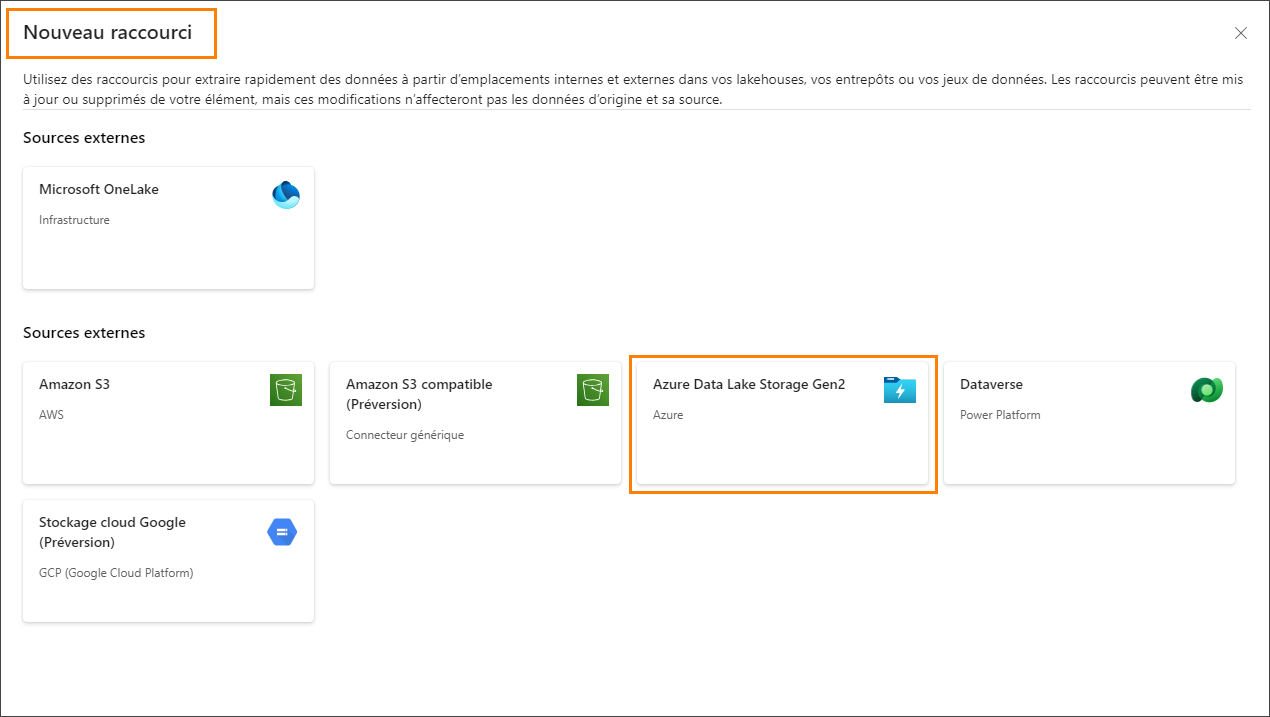 Nouveau raccourci
Utilisez des raccourcis pour extraire rapidement des données à partir d’emplacements internes et externes dans vos lakehouses, vos entrepôts ou vos jeux de données. Les raccourcis peuvent être mis
à jour ou supprimés de votre élément, mais ces modifications n’affecteront pas les données d’origine et sa source.
Sources externes
Microsoft OneLake
Infrastructure
Sources externes
Amazon S3
AWS
Amazon S3 compatible
(Préversion)
Connecteur générique
Azure Data Lake Storage Gen2
Azure
Dataverse
Power Platform
Stockage cloud Google
(Préversion)
GCP (Google Cloud Platform)